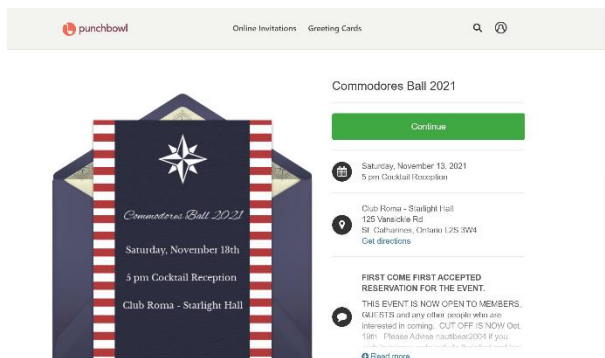 punchbowl
Online Invitations Greeting Cards
Commodores Ball 2021
Continue
Saturday, November 13, 2021
5 pm Cocktail Reception
Club Roma - Starlight Hall
125 Vansickle Rd
St. Catharines, Ontario L2S 3W4
Get directions
FIRST COME FIRST ACCEPTED
RESERVATION FOR THE EVENT.
THIS EVENT IS NOW OPEN TO MEMBERS,
GUESTS and any other people who are
interested in coming. CUT OFF IS NOW Oct.
19th Please Advise nautibear2004 if you
Read more
Commodores Ball 2021
Saturday, November 13th
5 pm Cocktail Reception
Club Roma - Starlight Hall